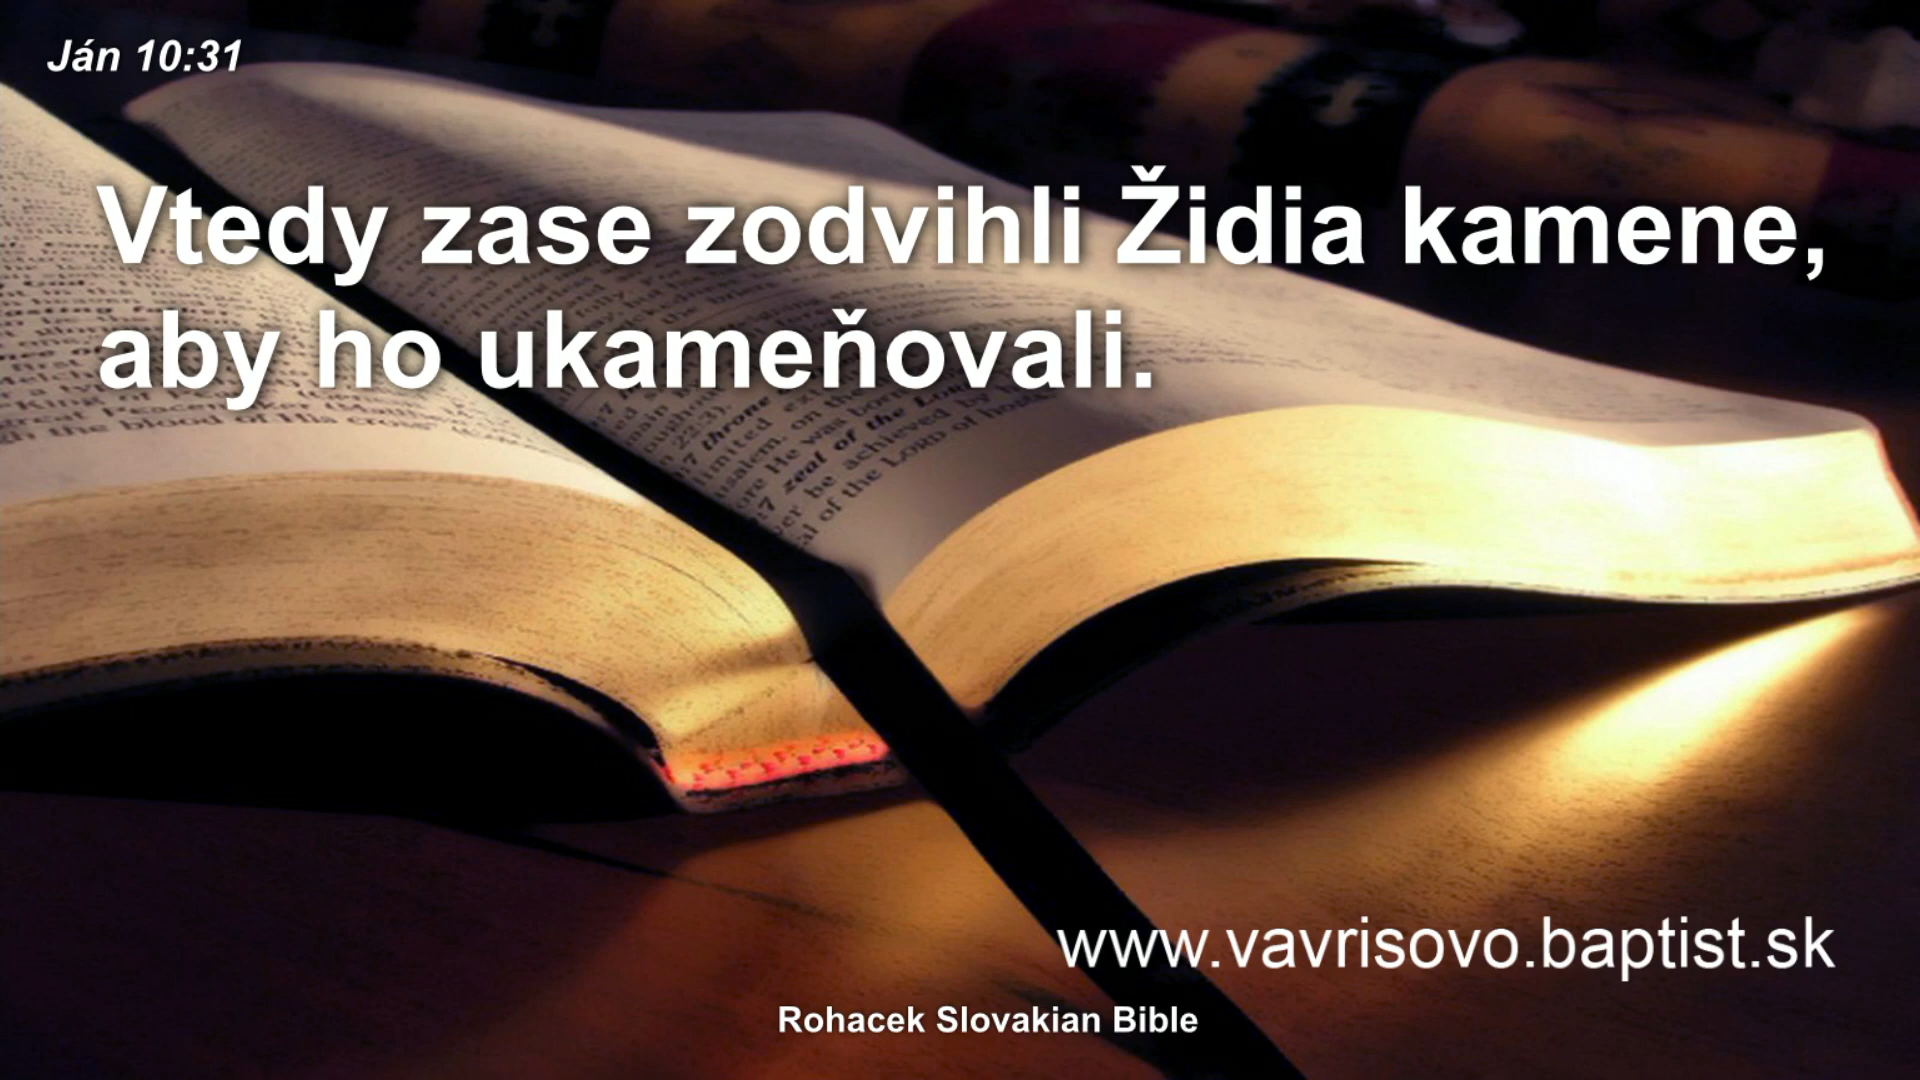 Ján 10:31
Vtedy zase zodvihli Židia kamene,
aby ho ukameňovali.
www.vavrisovo.baptist.sk
Rohacek Slovakian Bible